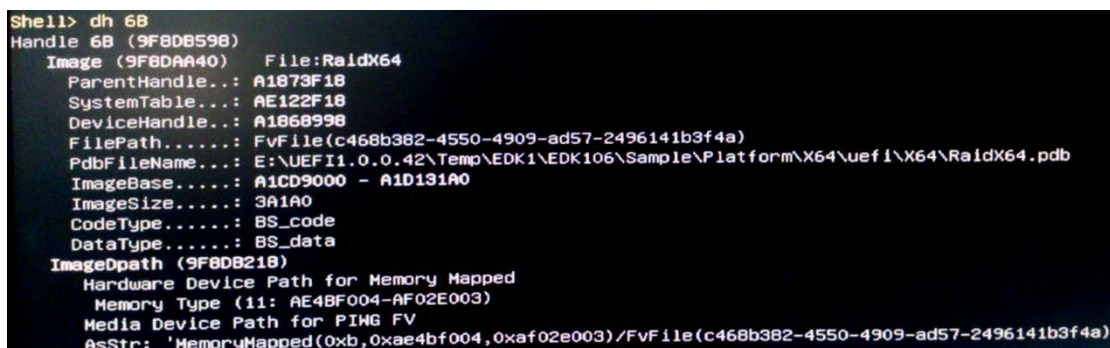 Shell> dh 6B
Handle 6B (9F8DB598)
Image (9F8DAA40) File:RaidX64
ParentHandle..: A1873F18
SystemTable...: AE122F18
DeviceHandle..: A1868998
FilePath......: FvFile(c468b382-4550-4909-ad57-2496141b3f4a)
PdbFileName...: E:\UEFI1.0.0.42\Temp\EDK1\EDK106\Sample\Platform\X64\uefi\X64\RaidX64.pdb
ImageBase.....: A1CD9000 - A1D131A0
ImageSize.....: 3A1A0
CodeType......: BS_code
DataType......: BS_data
ImageDpath (9F8DB218)
Hardware Device Path for Memory Mapped
Memory Type (11: AE4BF004-AF02E003)
Media Device Path for PIWG FV
AsStr: 'MemoryMapped(0xb,0xae4bf004,0xaf02e003)/FvFile(c468b382-4550-4909-ad57-2496141b3f4a)